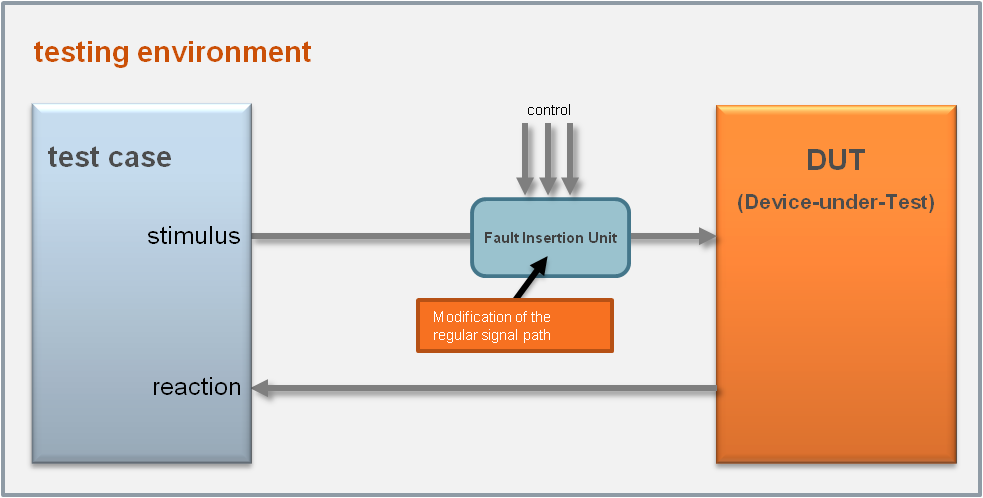 testing environment
control
test case
DUT
(Device-under-Test)
stimulus
Fault Insertion Unit
Modification of the
regular signal path
reaction